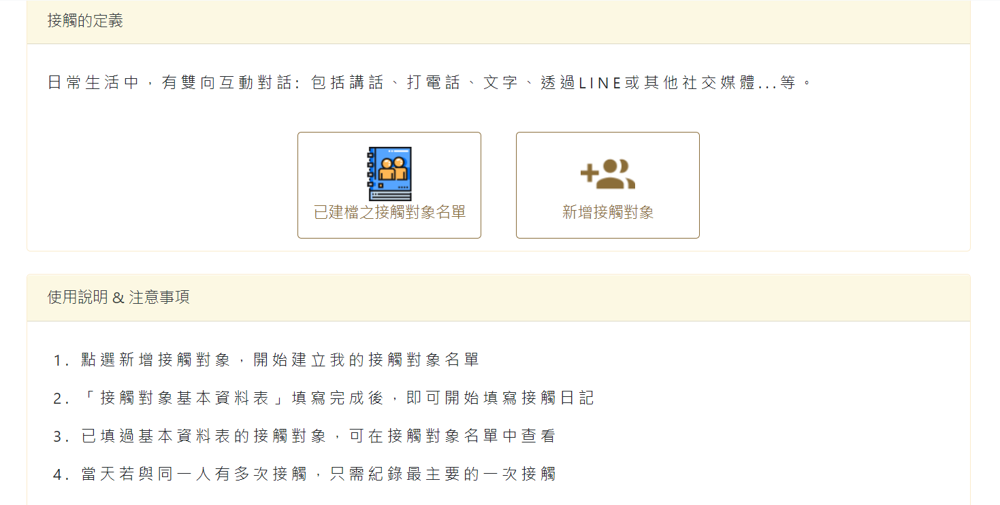 接觸的定義
日常生活中，有雙向互動對話: 包括講話、打電話、文字、透過LINE或其他社交媒體...等。
已建檔之接觸對象名單
新增接觸對象
使用說明 & 注意事項
1. 點選新增接觸對象，開始建立我的接觸對象名單
2. 「接觸對象基本資料表」填寫完成後，即可開始填寫接觸日記
3. 已填過基本資料表的接觸對象，可在接觸對象名單中查看
4. 當天若與同一人有多次接觸，只需紀錄最主要的一次接觸